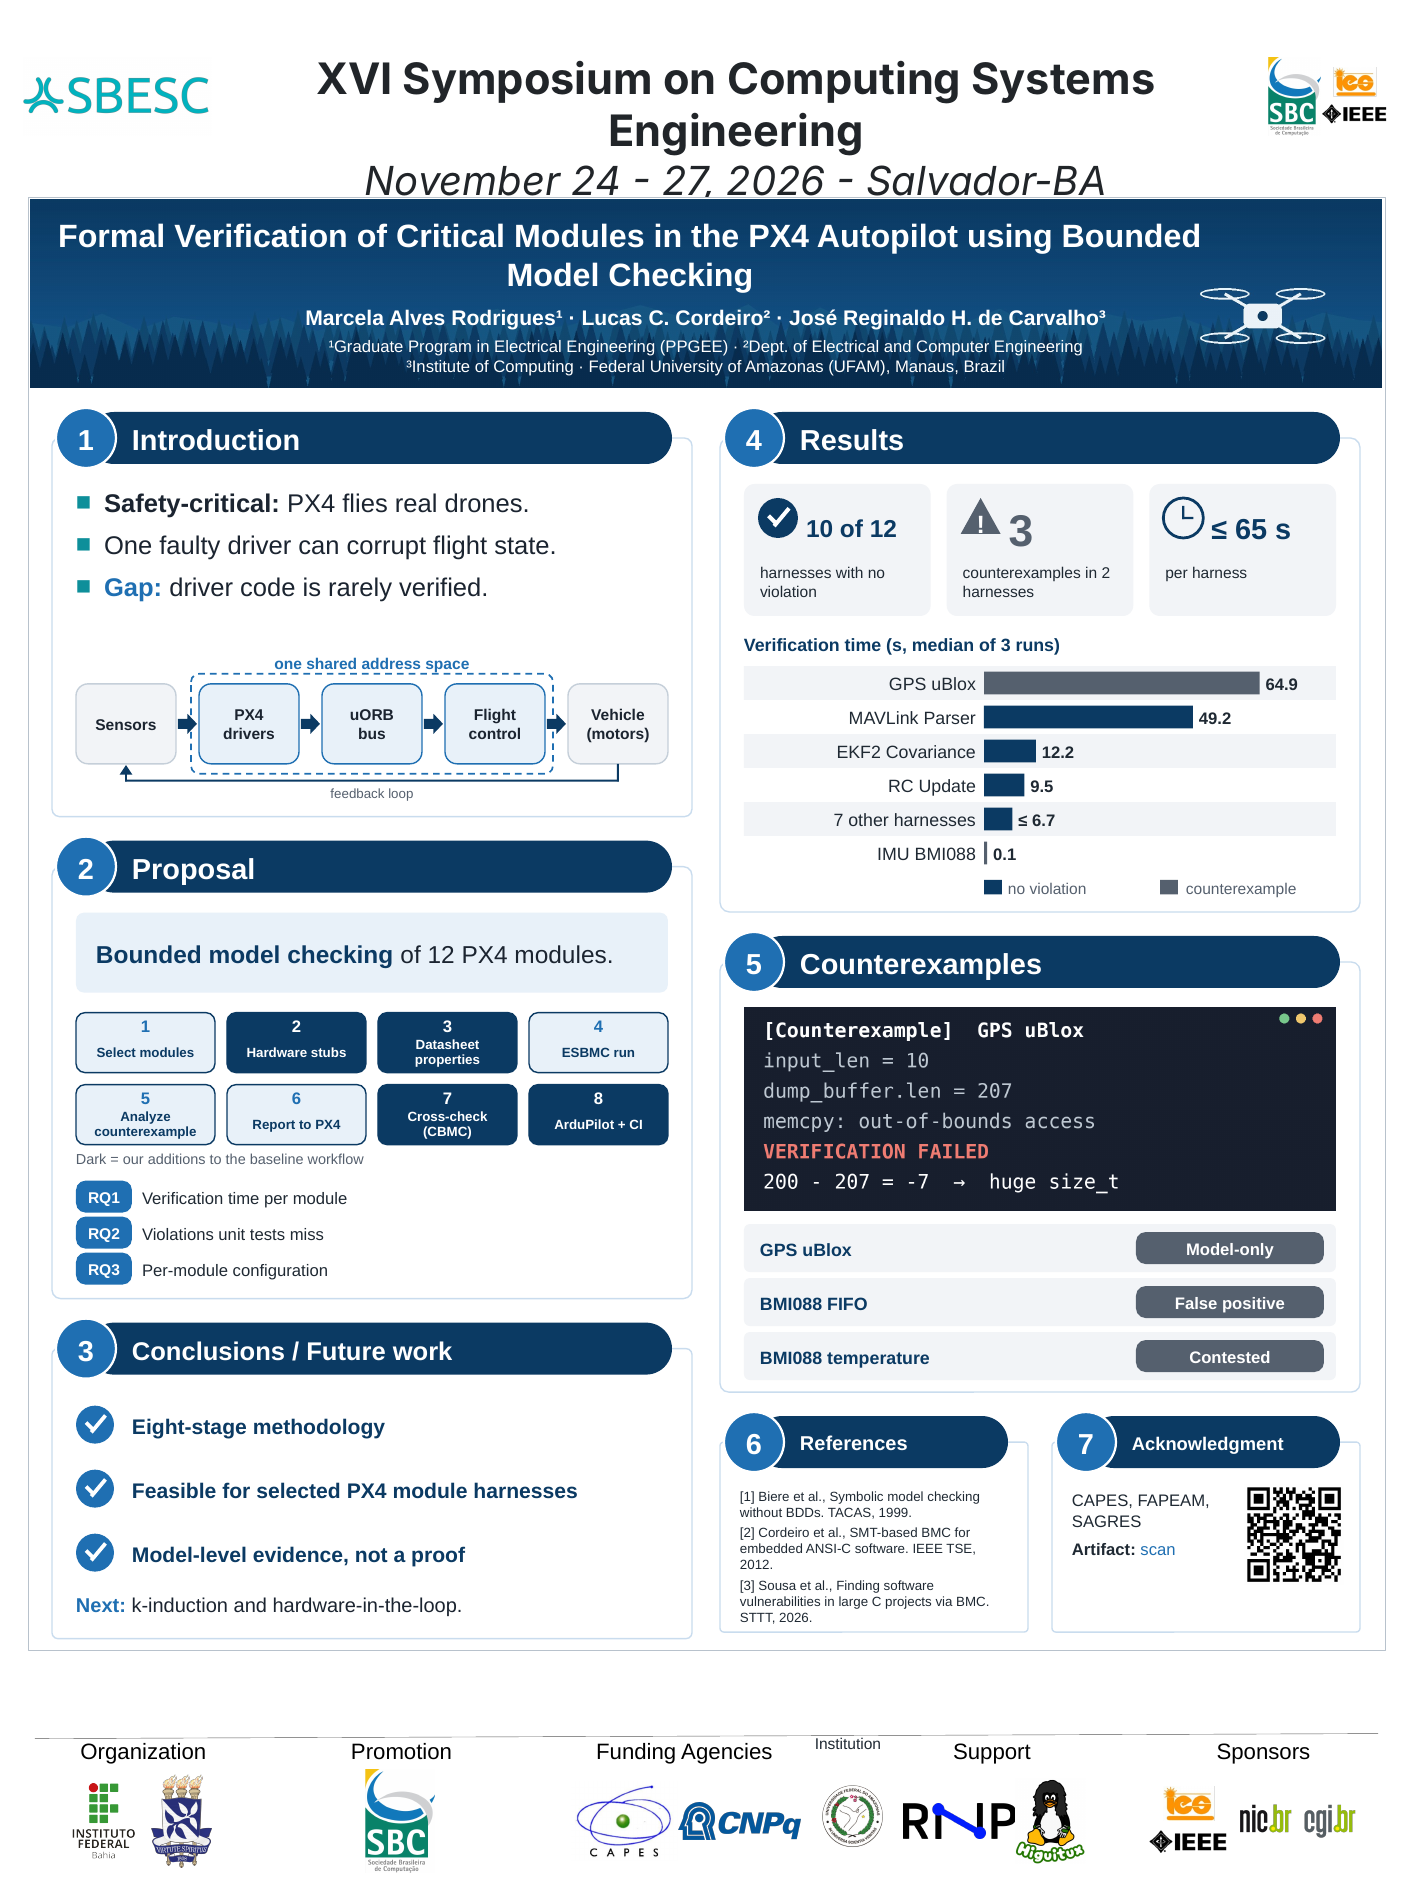 SBESC
XVI Symposium on Computing Systems
Engineering
November 24 - 27, 2026 - Salvador-BA
SBC
Sociedade Brasileira
de Computação
ies
IEEE
Formal Verification of Critical Modules in the PX4 Autopilot using Bounded
Model Checking
Marcela Alves Rodrigues¹ · Lucas C. Cordeiro² · José Reginaldo H. de Carvalho³
¹Graduate Program in Electrical Engineering (PPGEE) · ²Dept. of Electrical and Computer Engineering
³Institute of Computing · Federal University of Amazonas (UFAM), Manaus, Brazil
1 Introduction
Safety-critical: PX4 flies real drones.
One faulty driver can corrupt flight state.
Gap: driver code is rarely verified.
one shared address space
Sensors
PX4
drivers
uORB
bus
Flight
control
Vehicle
(motors)
feedback loop
2 Proposal
Bounded model checking of 12 PX4 modules.
1
Select modules
2
Hardware stubs
3
Datasheet
properties
4
ESBMC run
5
Analyze
counterexample
6
Report to PX4
7
Cross-check
(CBMC)
8
ArduPilot + CI
Dark = our additions to the baseline workflow
RQ1 Verification time per module
RQ2 Violations unit tests miss
RQ3 Per-module configuration
3 Conclusions / Future work
Eight-stage methodology
Feasible for selected PX4 module harnesses
Model-level evidence, not a proof
Next: k-induction and hardware-in-the-loop.
4 Results
10 of 12
harnesses with no
violation
3
counterexamples in 2
harnesses
≤ 65 s
per harness
Verification time (s, median of 3 runs)
GPS uBlox 64.9
MAVLink Parser 49.2
EKF2 Covariance 12.2
RC Update 9.5
7 other harnesses ≤ 6.7
IMU BMI088 0.1
no violation counterexample
5 Counterexamples
[Counterexample] GPS uBlox
input_len = 10
dump_buffer.len = 207
memcpy: out-of-bounds access
VERIFICATION FAILED
200 - 207 = -7 → huge size_t
GPS uBlox Model-only
BMI088 FIFO False positive
BMI088 temperature Contested
6 References
[1] Biere et al., Symbolic model checking
without BDDs. TACAS, 1999.
[2] Cordeiro et al., SMT-based BMC for
embedded ANSI-C software. IEEE TSE,
2012.
[3] Sousa et al., Finding software
vulnerabilities in large C projects via BMC.
STTT, 2026.
7 Acknowledgment
CAPES, FAPEAM,
SAGRES
Artifact: scan
Organization
INSTITUTO
FEDERAL
Bahia
VIRTUTE SPIRITUS
Promotion
SBC
Sociedade Brasileira
de Computação
Funding Agencies
CAPES
CNPq
Institution
Support
RNP
Higuitux
Sponsors
ies
IEEE
nic.br
cgi.br